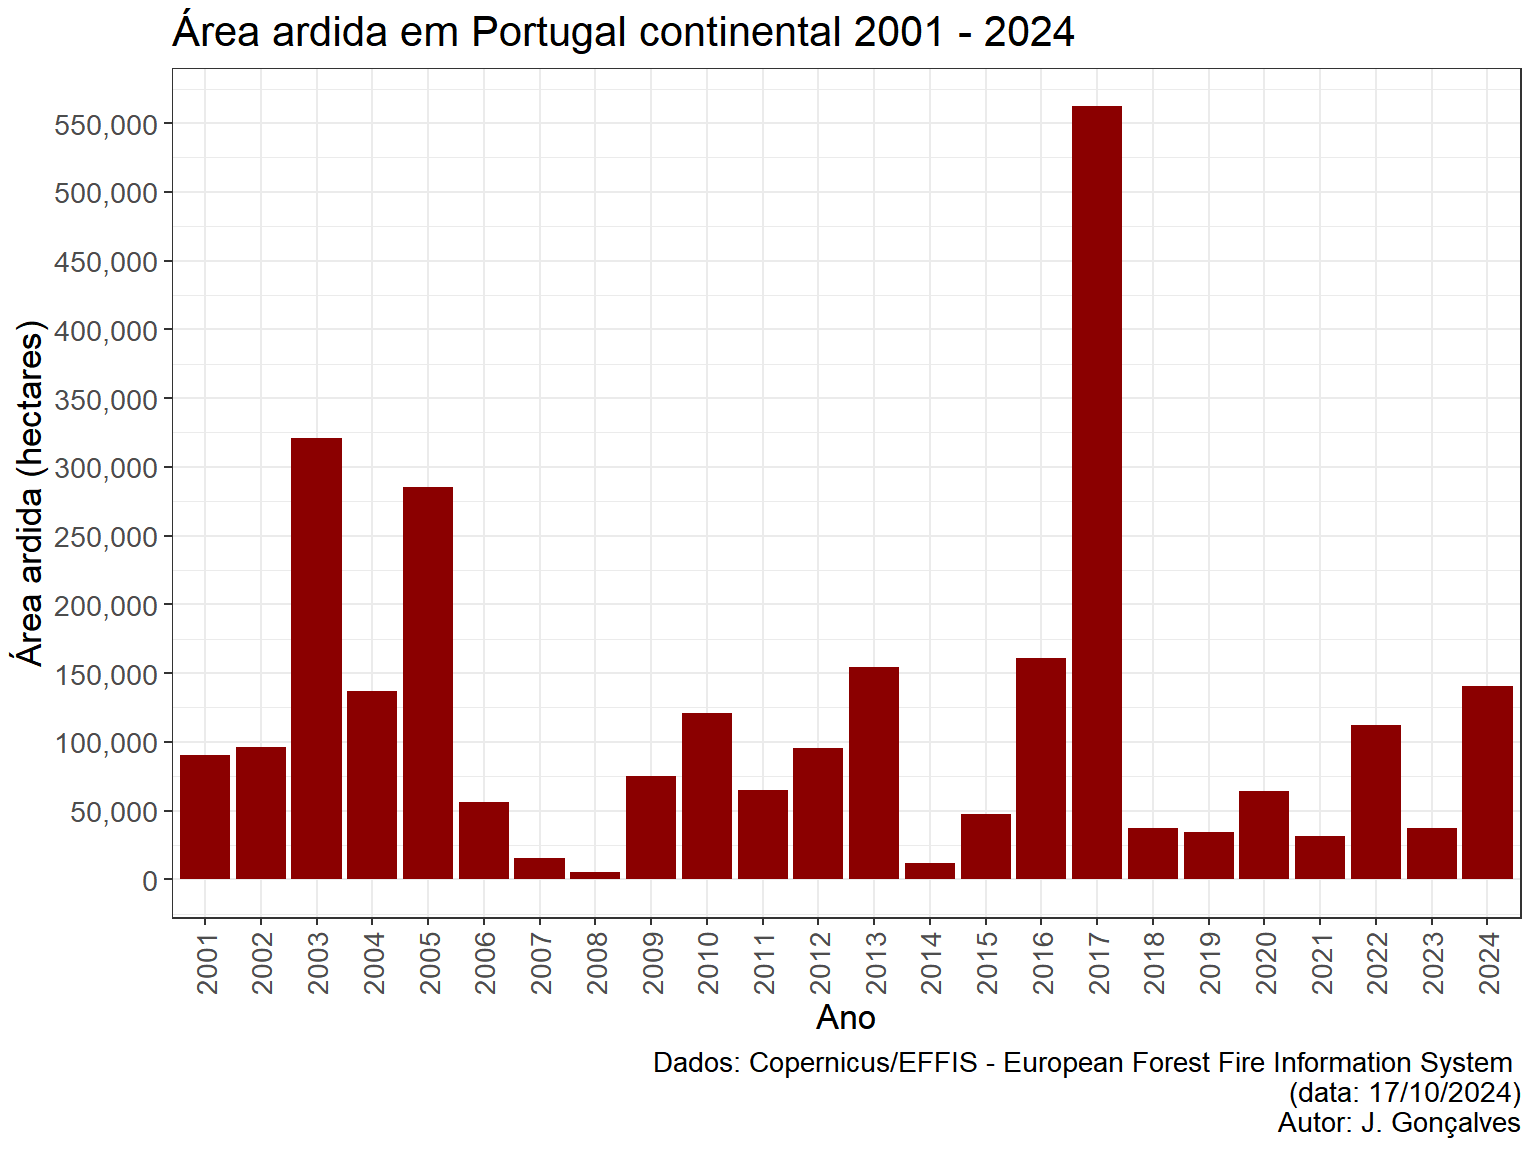 Área ardida em Portugal continental 2001 - 2024
Área ardida (hectares)
550,000
500,000
450,000
400,000
350,000
300,000
250,000
200,000
150,000
100,000
50,000
0
2001 2002 2003 2004 2005 2006 2007 2008 2009 2010 2011 2012 2013 2014 2015 2016 2017 2018 2019 2020 2021 2022 2023 2024
Ano
Dados: Copernicus/EFFIS - European Forest Fire Information System
(data: 17/10/2024)
Autor: J. Gonçalves